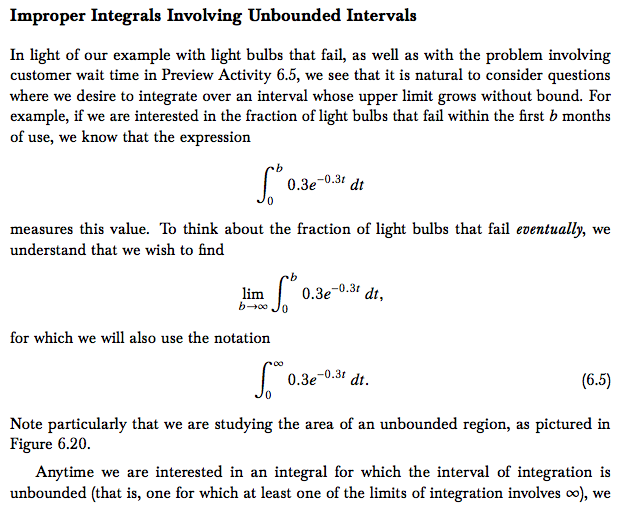 Improper Integrals Involving Unbounded Intervals
In light of our example with light bulbs that fail, as well as with the problem involving
customer wait time in Preview Activity 6.5, we see that it is natural to consider questions
where we desire to integrate over an interval whose upper limit grows without bound. For
example, if we are interested in the fraction of light bulbs that fail within the first b months
of use, we know that the expression
∫₀ᵇ 0.3e^{−0.3t} dt
measures this value. To think about the fraction of light bulbs that fail eventually, we
understand that we wish to find
lim_{b→∞} ∫₀ᵇ 0.3e^{−0.3t} dt,
for which we will also use the notation
∫₀^∞ 0.3e^{−0.3t} dt. (6.5)
Note particularly that we are studying the area of an unbounded region, as pictured in
Figure 6.20.
Anytime we are interested in an integral for which the interval of integration is
unbounded (that is, one for which at least one of the limits of integration involves ∞), we